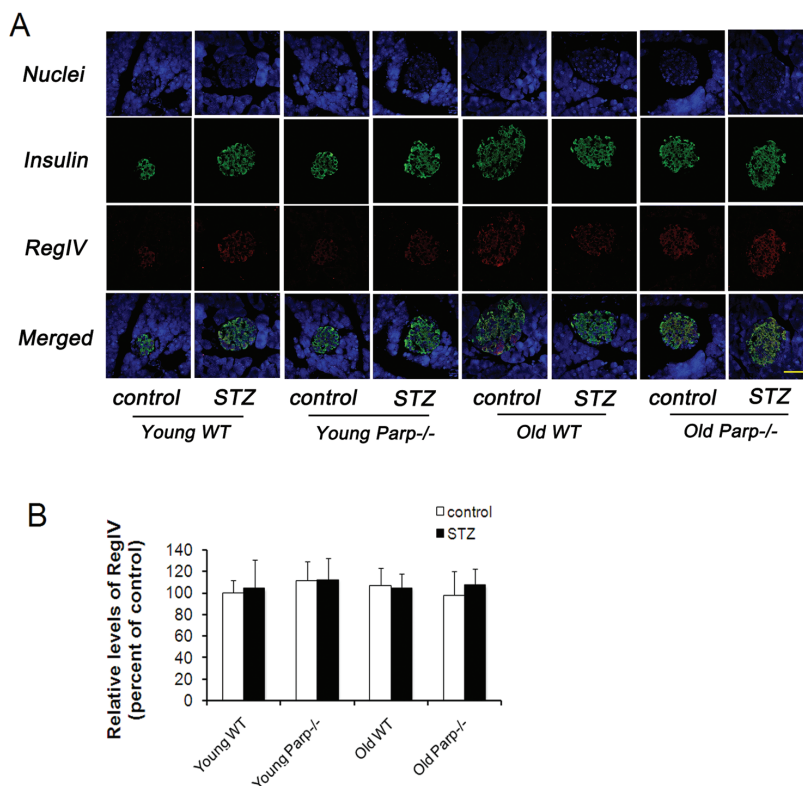 A
Nuclei
Insulin
RegIV
Merged
control STZ control STZ control STZ control STZ
Young WT Young Parp-/- Old WT Old Parp-/-
B
control
STZ
Relative levels of RegIV
(percent of control)
140
120
100
80
60
40
20
0
Young WT
Young Parp-/-
Old WT
Old Parp-/-